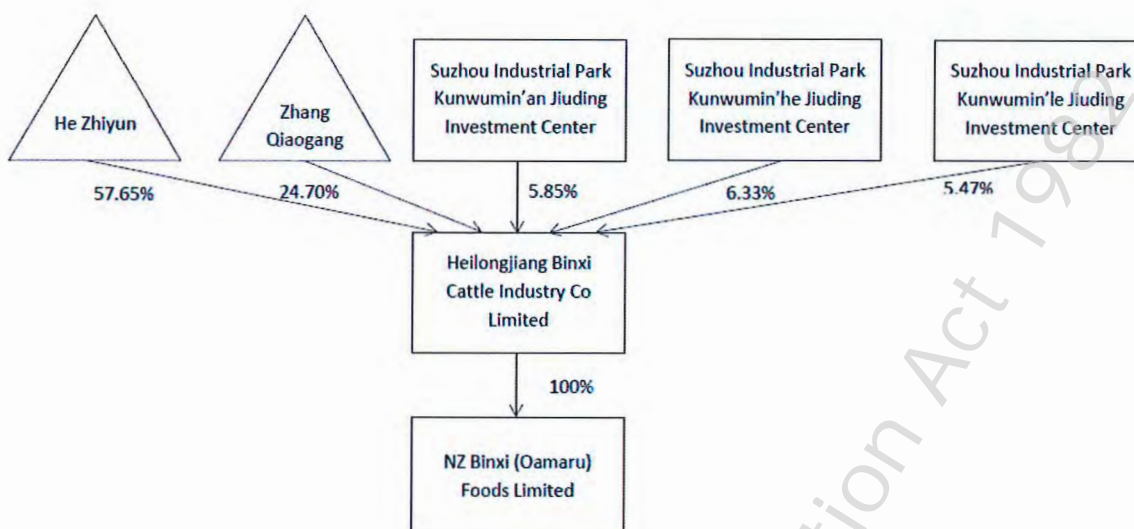 He Zhiyun
Zhang
Qiaogang
Suzhou Industrial Park
Kunwumin'an Jiuding
Investment Center
Suzhou Industrial Park
Kunwumin'he Jiuding
Investment Center
Suzhou Industrial Park
Kunwumin'le Jiuding
Investment Center
57.65%
24.70%
5.85%
6.33%
5.47%
Heilongjiang Binxi
Cattle Industry Co
Limited
100%
NZ Binxi (Oamaru)
Foods Limited
Act 1982